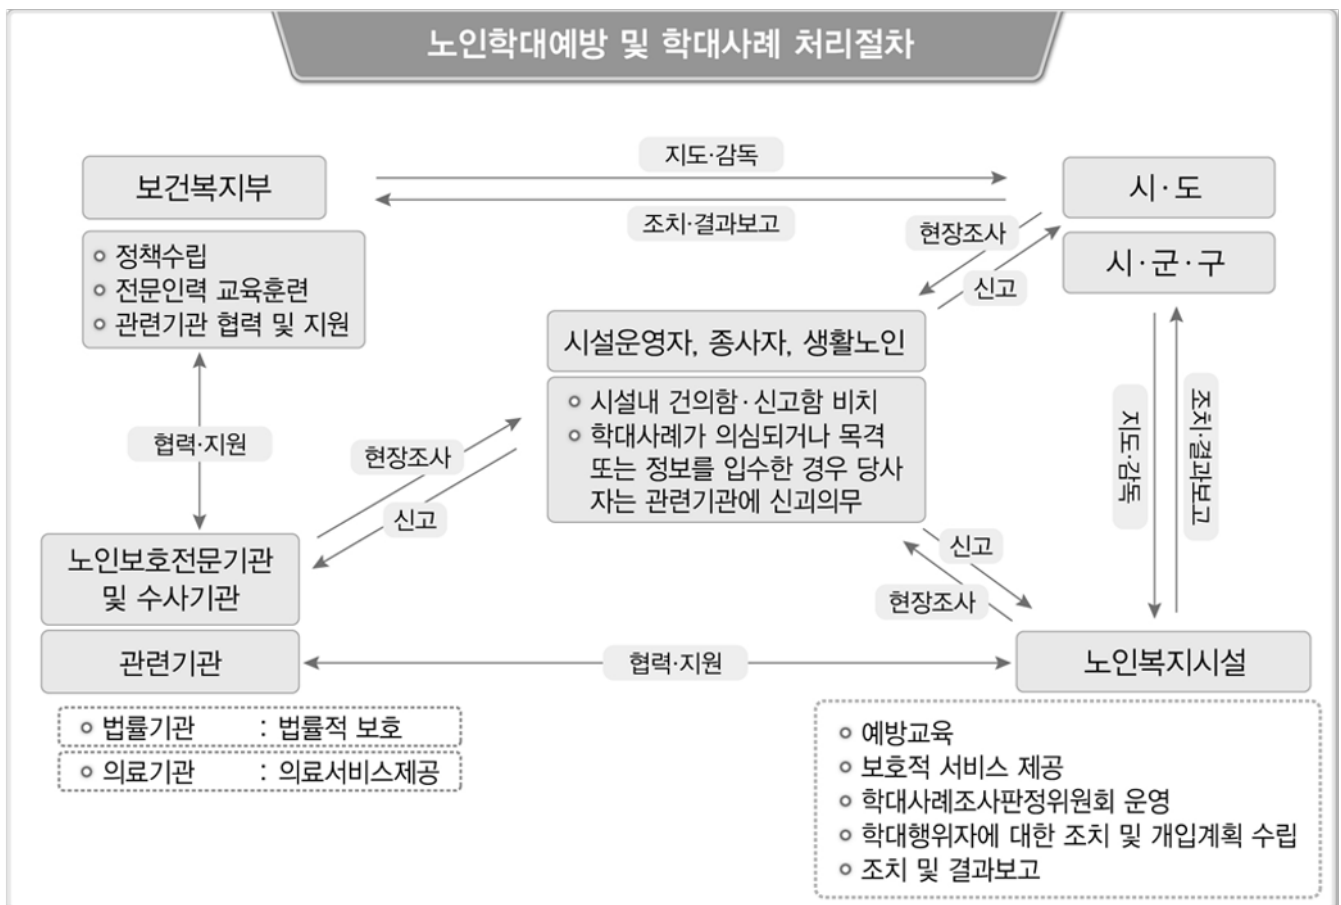 노인학대예방 및 학대사례 처리절차
지도·감독
보건복지부
시·도
조치·결과보고
현장조사
정책수립
전문인력 교육훈련
관련기관 협력 및 지원
시·군·구
신고
시설운영자, 종사자, 생활노인
시설내 건의함·신고함 비치
학대사례가 의심되거나 목격
또는 정보를 입수한 경우 당사
자는 관련기관에 신괴의무
협력·지원
현장조사
신고
지도·감독
조치·결과보고
노인보호전문기관
및 수사기관
신고
현장조사
관련기관
협력·지원
노인복지시설
법률기관 : 법률적 보호
의료기관 : 의료서비스제공
예방교육
보호적 서비스 제공
학대사례조사판정위원회 운영
학대행위자에 대한 조치 및 개입계획 수립
조치 및 결과보고